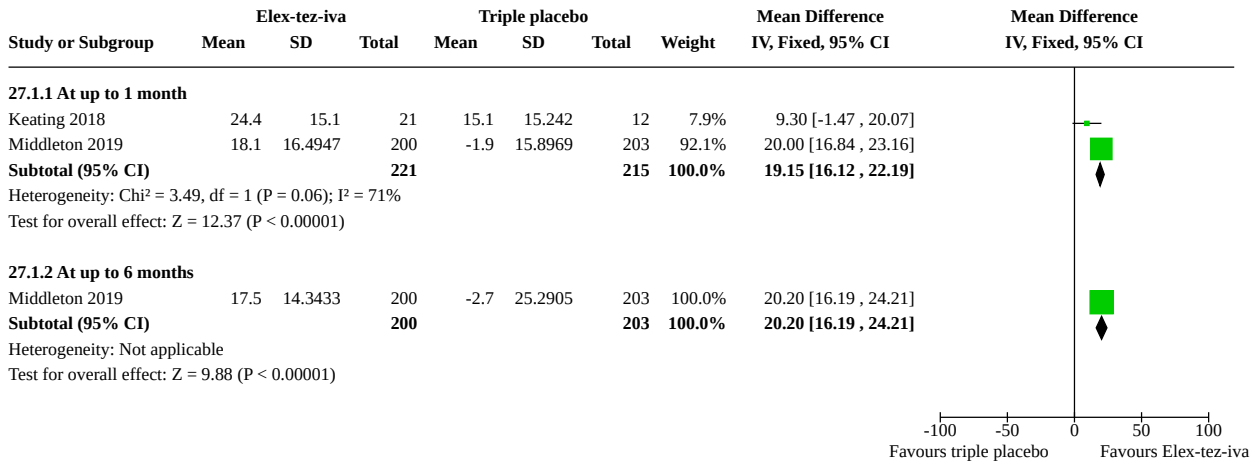 Elex-tez-iva Triple placebo Mean Difference Mean Difference
Study or Subgroup Mean SD Total Mean SD Total Weight IV, Fixed, 95% CI IV, Fixed, 95% CI
27.1.1 At up to 1 month
Keating 2018 24.4 15.1 21 15.1 15.242 12 7.9% 9.30 [-1.47 , 20.07]
Middleton 2019 18.1 16.4947 200 -1.9 15.8969 203 92.1% 20.00 [16.84 , 23.16]
Subtotal (95% CI) 221 215 100.0% 19.15 [16.12 , 22.19]
Heterogeneity: Chi² = 3.49, df = 1 (P = 0.06); I² = 71%
Test for overall effect: Z = 12.37 (P < 0.00001)
27.1.2 At up to 6 months
Middleton 2019 17.5 14.3433 200 -2.7 25.2905 203 100.0% 20.20 [16.19 , 24.21]
Subtotal (95% CI) 200 203 100.0% 20.20 [16.19 , 24.21]
Heterogeneity: Not applicable
Test for overall effect: Z = 9.88 (P < 0.00001)
-100 -50 0 50 100
Favours triple placebo Favours Elex-tez-iva